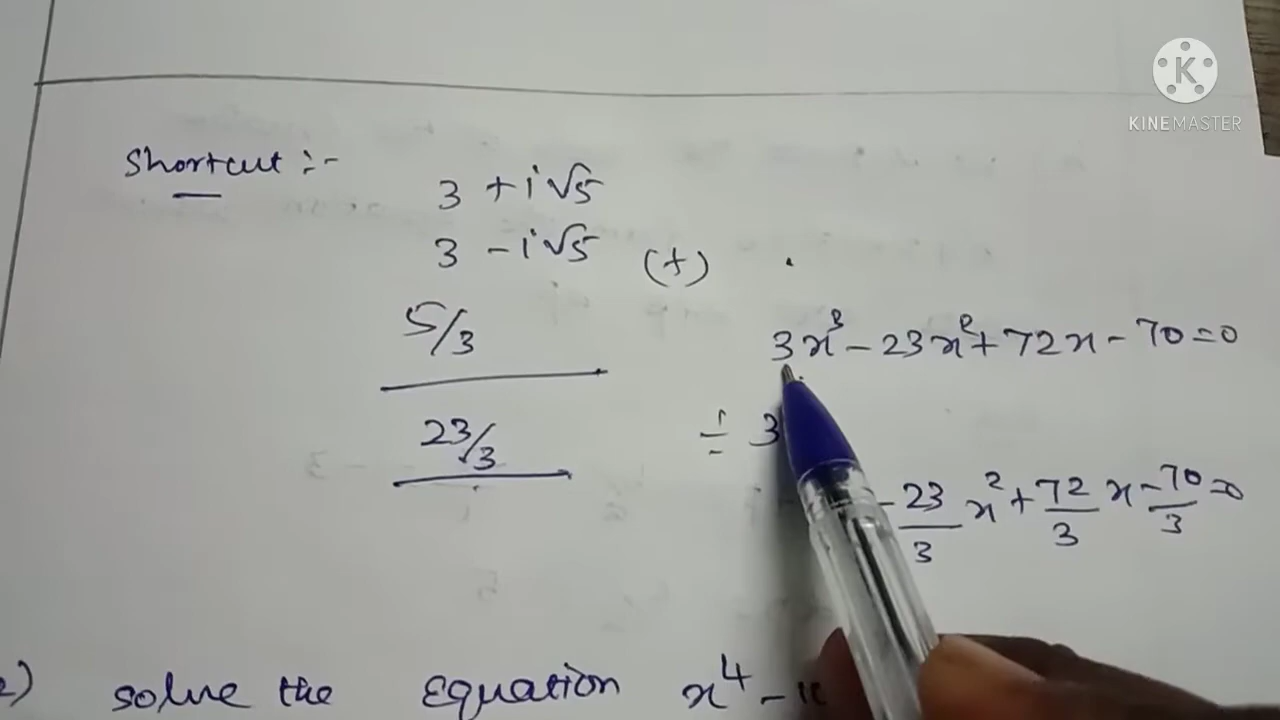 K
KINEMASTER
Shortcut :-
3 + i√5
3 - i√5 (+)
5/3
23/3
3x³ - 23x² + 72x - 70 = 0
÷ 3
- 23/3 x² + 72/3 x - 70/3 = 0
2) solve the Equation x⁴ -